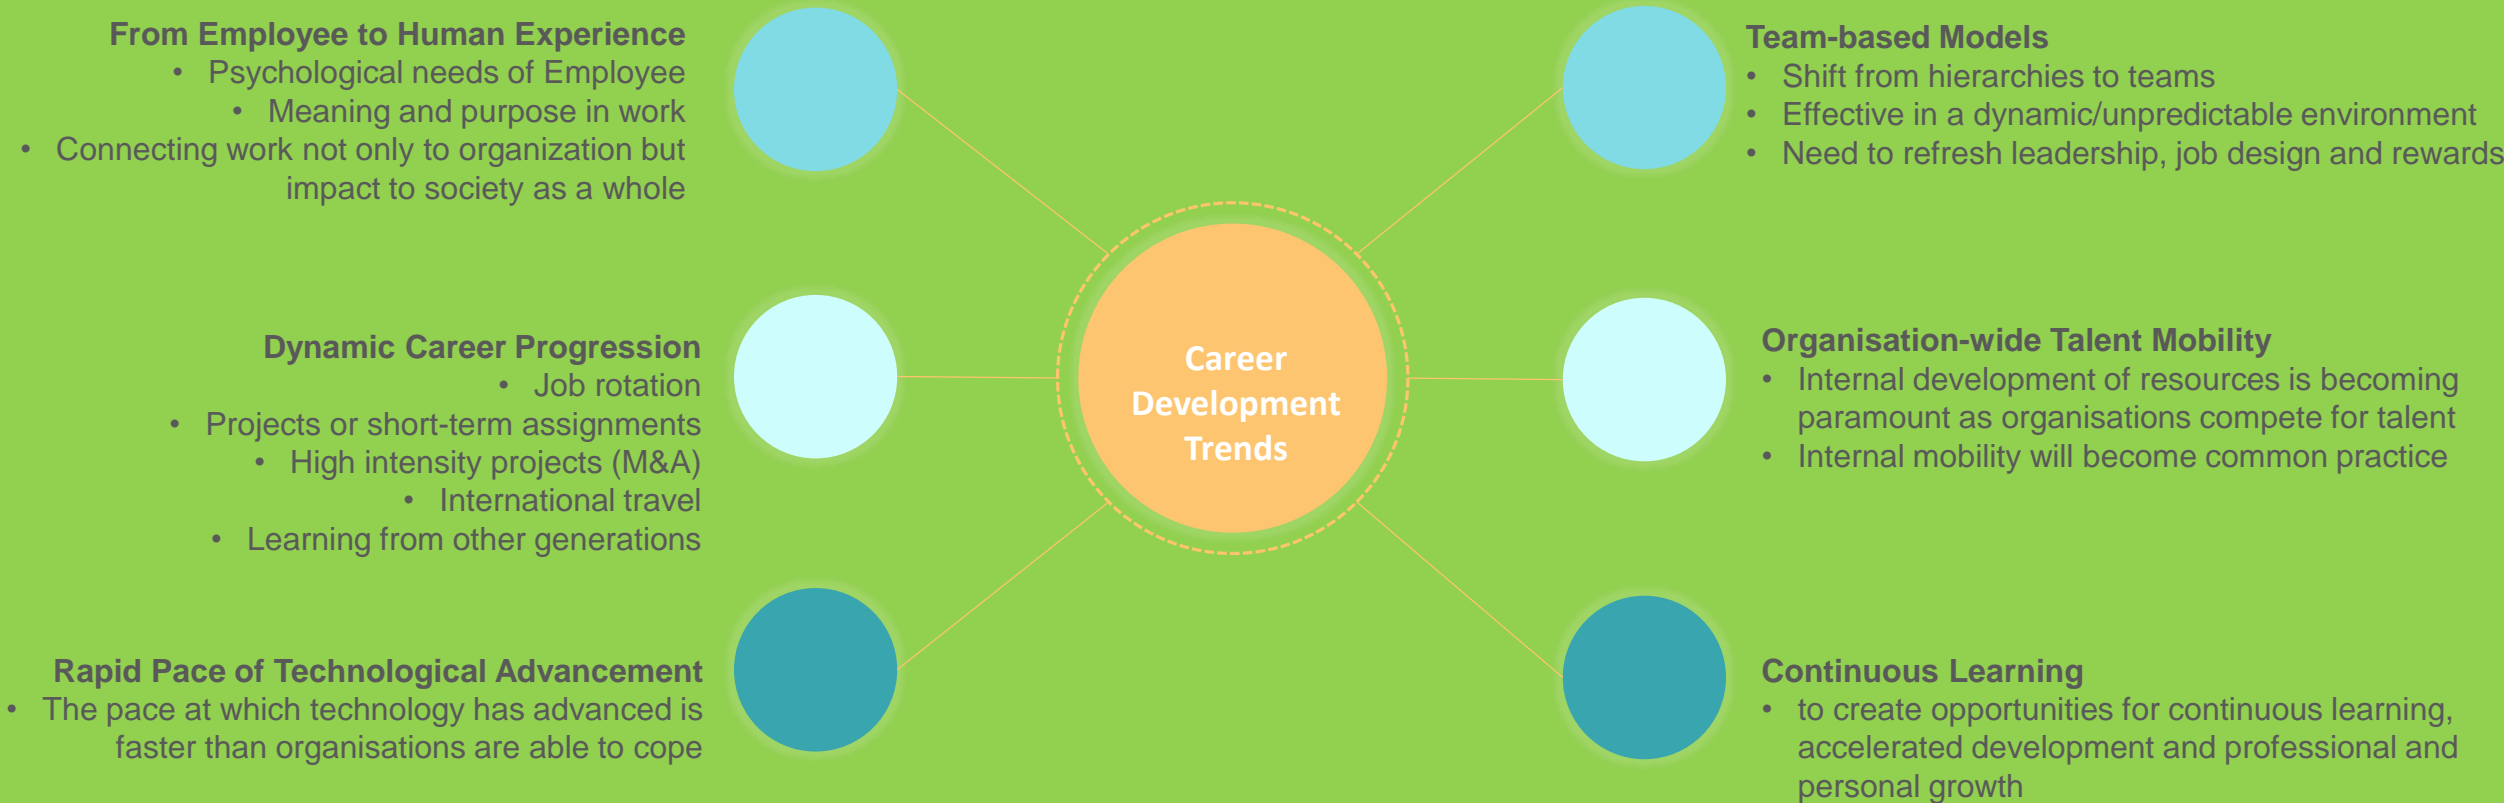 From Employee to Human Experience
• Psychological needs of Employee
• Meaning and purpose in work
• Connecting work not only to organization but
impact to society as a whole
Dynamic Career Progression
• Job rotation
• Projects or short-term assignments
• High intensity projects (M&A)
• International travel
• Learning from other generations
Rapid Pace of Technological Advancement
• The pace at which technology has advanced is
faster than organisations are able to cope
Career
Development
Trends
Team-based Models
• Shift from hierarchies to teams
• Effective in a dynamic/unpredictable environment
• Need to refresh leadership, job design and rewards
Organisation-wide Talent Mobility
• Internal development of resources is becoming
paramount as organisations compete for talent
• Internal mobility will become common practice
Continuous Learning
• to create opportunities for continuous learning,
accelerated development and professional and
personal growth